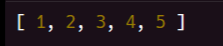 [ 1, 2, 3, 4, 5 ]